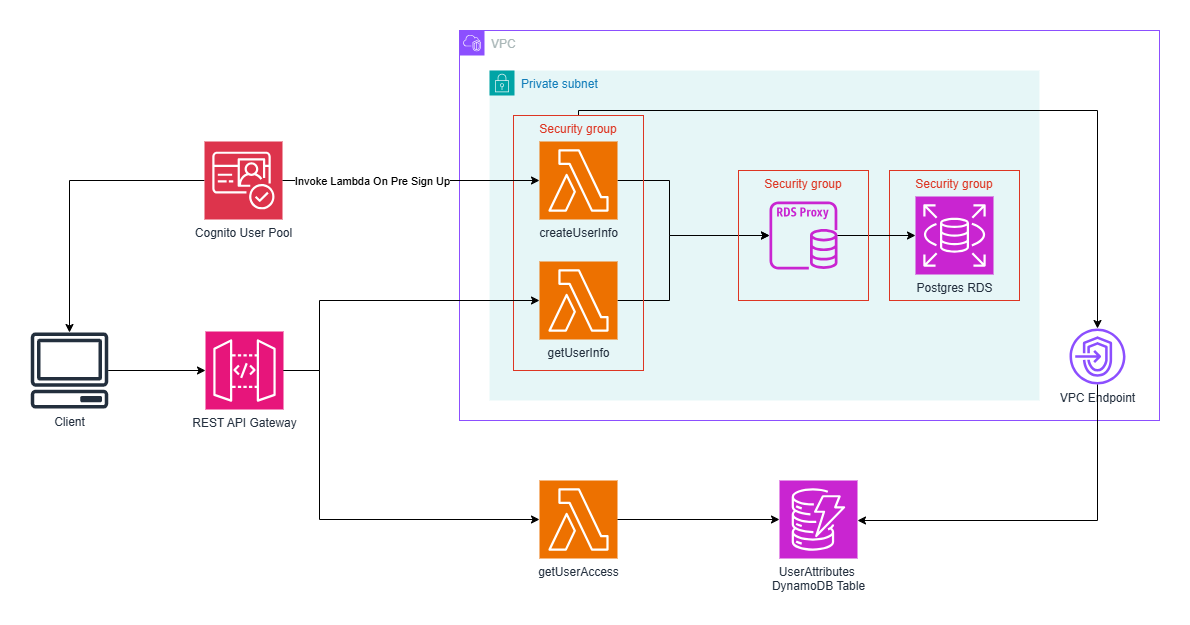 VPC
Private subnet
Security group
Invoke Lambda On Pre Sign Up
Cognito User Pool
createUserInfo
Security group
RDS Proxy
Security group
Postgres RDS
getUserInfo
Client
</>
REST API Gateway
VPC Endpoint
getUserAccess
UserAttributes
DynamoDB Table